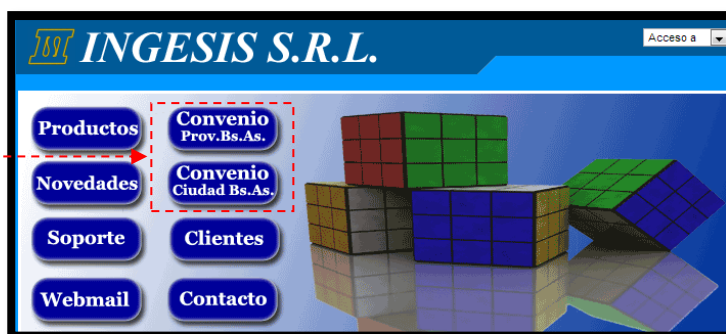 INGESIS S.R.L.
Acceso a
Productos
Convenio
Prov.Bs.As.
Novedades
Convenio
Ciudad Bs.As.
Soporte
Clientes
Webmail
Contacto